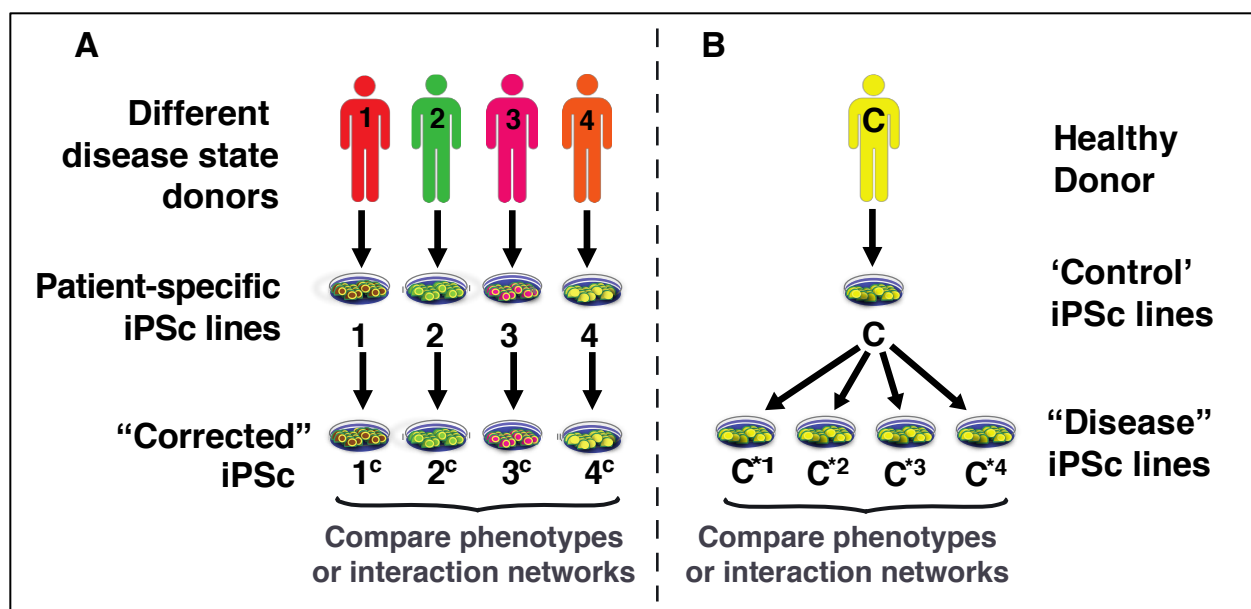 A
Different
disease state
donors
1 2 3 4
Patient-specific
iPSc lines
1 2 3 4
“Corrected”
iPSc
1ᶜ 2ᶜ 3ᶜ 4ᶜ
Compare phenotypes
or interaction networks
B
C
Healthy
Donor
‘Control’
iPSc lines
C
“Disease”
iPSc lines
C*1 C*2 C*3 C*4
Compare phenotypes
or interaction networks